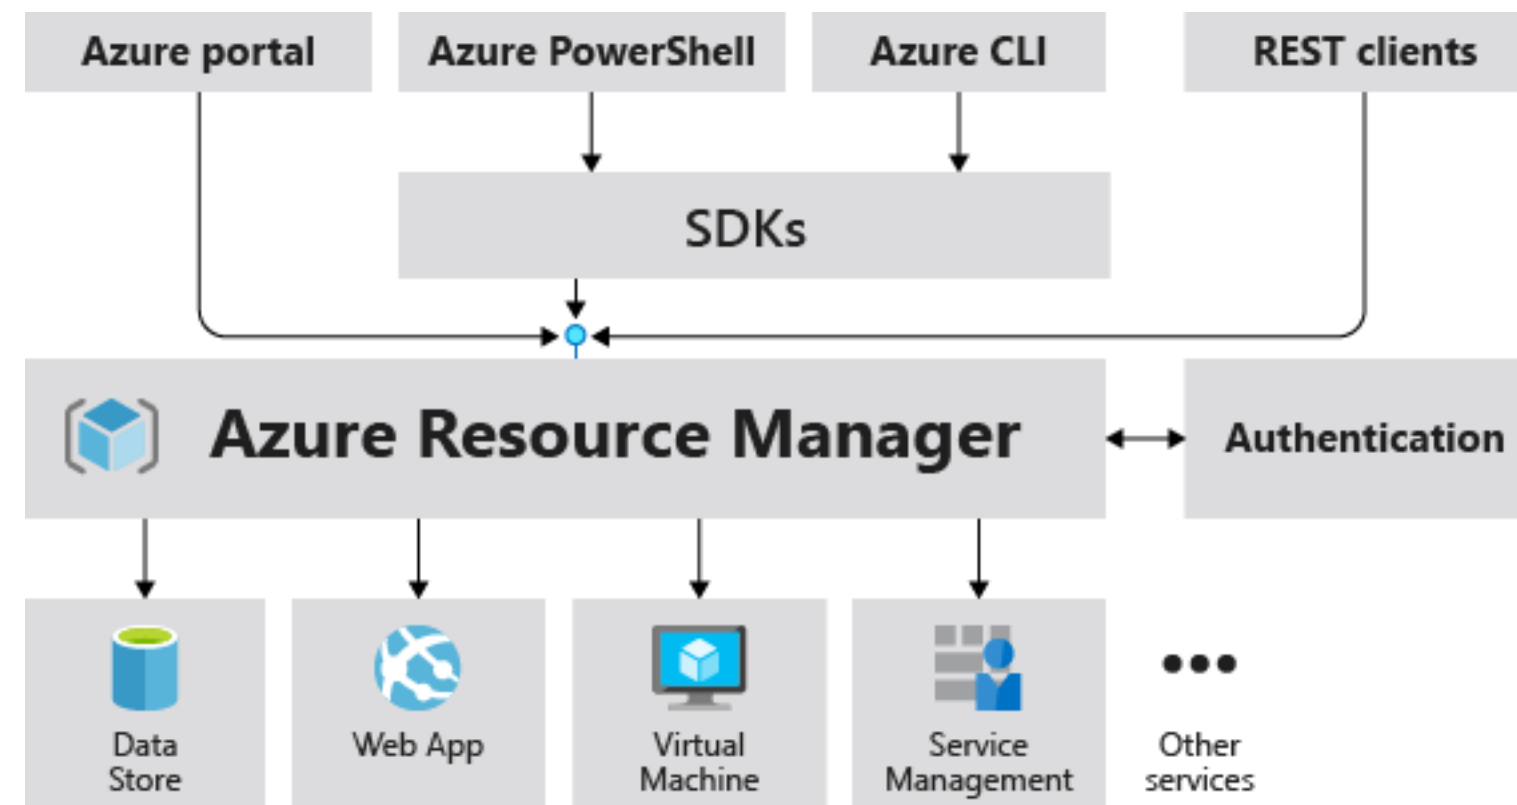 Azure portal
Azure PowerShell
Azure CLI
REST clients
SDKs
Azure Resource Manager
Authentication
Data
Store
Web App
Virtual
Machine
Service
Management
Other
services